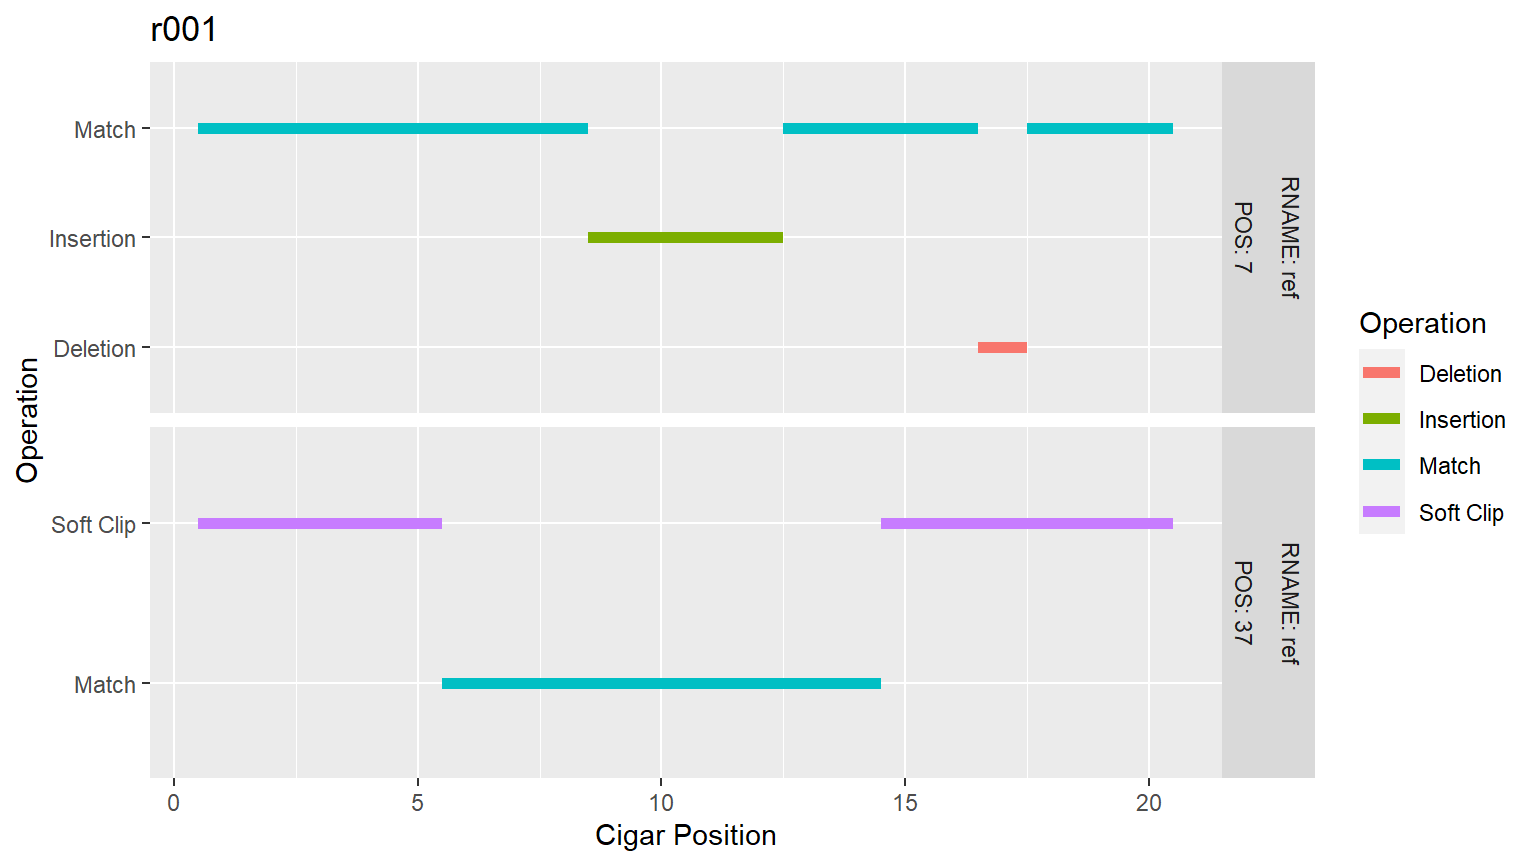 r001
Match
Insertion
Deletion
RNAME: ref
POS: 7
Soft Clip
Match
RNAME: ref
POS: 37
Operation
0 5 10 15 20
Cigar Position
Operation
Deletion
Insertion
Match
Soft Clip